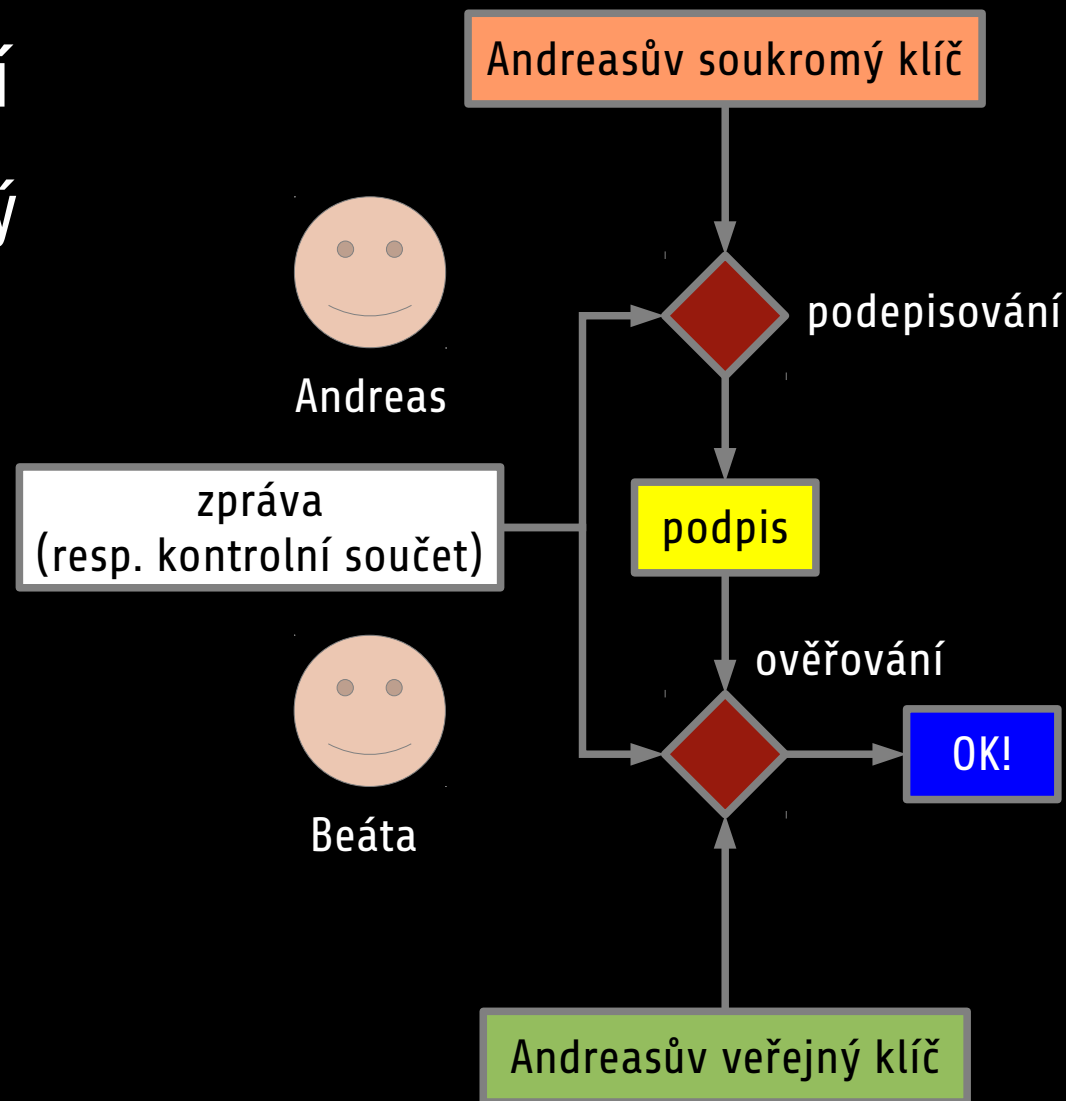 í
ý
Andreasův soukromý klíč
podepisování
Andreas
zpráva
(resp. kontrolní součet)
podpis
ověřování
OK!
Beáta
Andreasův veřejný klíč